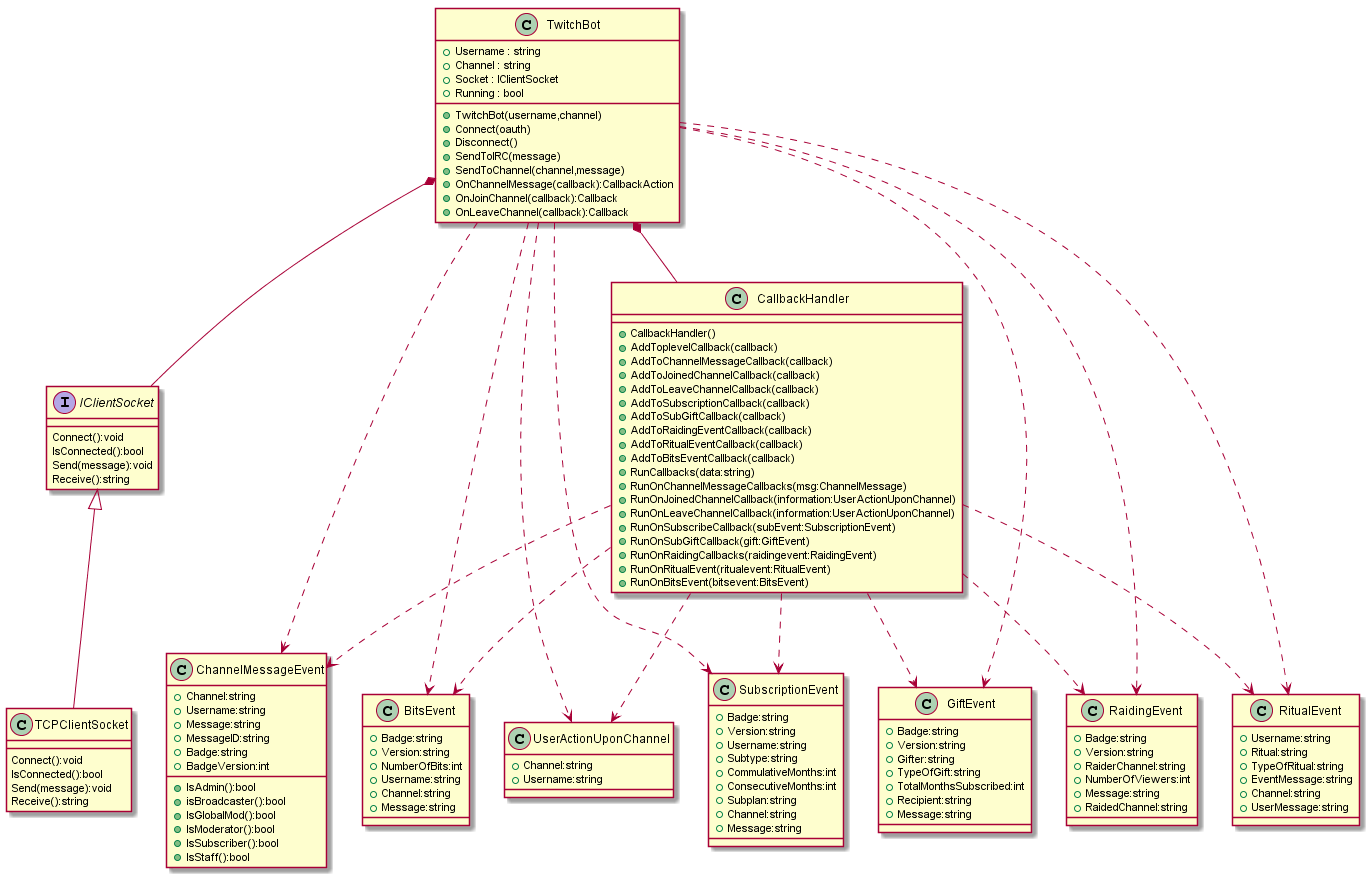 C TwitchBot
Username : string
Channel : string
Socket : IClientSocket
Running : bool
TwitchBot(username,channel)
Connect(oauth)
Disconnect()
SendToIRC(message)
SendToChannel(channel,message)
OnChannelMessage(callback):CallbackAction
OnJoinChannel(callback):Callback
OnLeaveChannel(callback):Callback
C CallbackHandler
CallbackHandler()
AddToplevelCallback(callback)
AddToChannelMessageCallback(callback)
AddToJoinedChannelCallback(callback)
AddToLeaveChannelCallback(callback)
AddToSubscriptionCallback(callback)
AddToSubGiftCallback(callback)
AddToRaidingEventCallback(callback)
AddToRitualEventCallback(callback)
AddToBitsEventCallback(callback)
RunCallbacks(data:string)
RunOnChannelMessageCallbacks(msg:ChannelMessage)
RunOnJoinedChannelCallback(information:UserActionUponChannel)
RunOnLeaveChannelCallback(information:UserActionUponChannel)
RunOnSubscribeCallback(subEvent:SubscriptionEvent)
RunOnSubGiftCallback(gift:GiftEvent)
RunOnRaidingCallbacks(raidingevent:RaidingEvent)
RunOnRitualEvent(ritualevent:RitualEvent)
RunOnBitsEvent(bitsevent:BitsEvent)
I IClientSocket
Connect():void
IsConnected():bool
Send(message):void
Receive():string
C TCPClientSocket
Connect():void
IsConnected():bool
Send(message):void
Receive():string
C ChannelMessageEvent
Channel:string
Username:string
Message:string
MessageID:string
Badge:string
BadgeVersion:int
IsAdmin():bool
isBroadcaster():bool
IsGlobalMod():bool
IsModerator():bool
IsSubscriber():bool
IsStaff():bool
C BitsEvent
Badge:string
Version:string
NumberOfBits:int
Username:string
Channel:string
Message:string
C UserActionUponChannel
Channel:string
Username:string
C SubscriptionEvent
Badge:string
Version:string
Username:string
Subtype:string
CommulativeMonths:int
ConsecutiveMonths:int
Subplan:string
Channel:string
Message:string
C GiftEvent
Badge:string
Version:string
Gifter:string
TypeOfGift:string
TotalMonthsSubscribed:int
Recipient:string
Message:string
C RaidingEvent
Badge:string
Version:string
RaiderChannel:string
NumberOfViewers:int
Message:string
RaidedChannel:string
C RitualEvent
Username:string
Ritual:string
TypeOfRitual:string
EventMessage:string
Channel:string
UserMessage:string